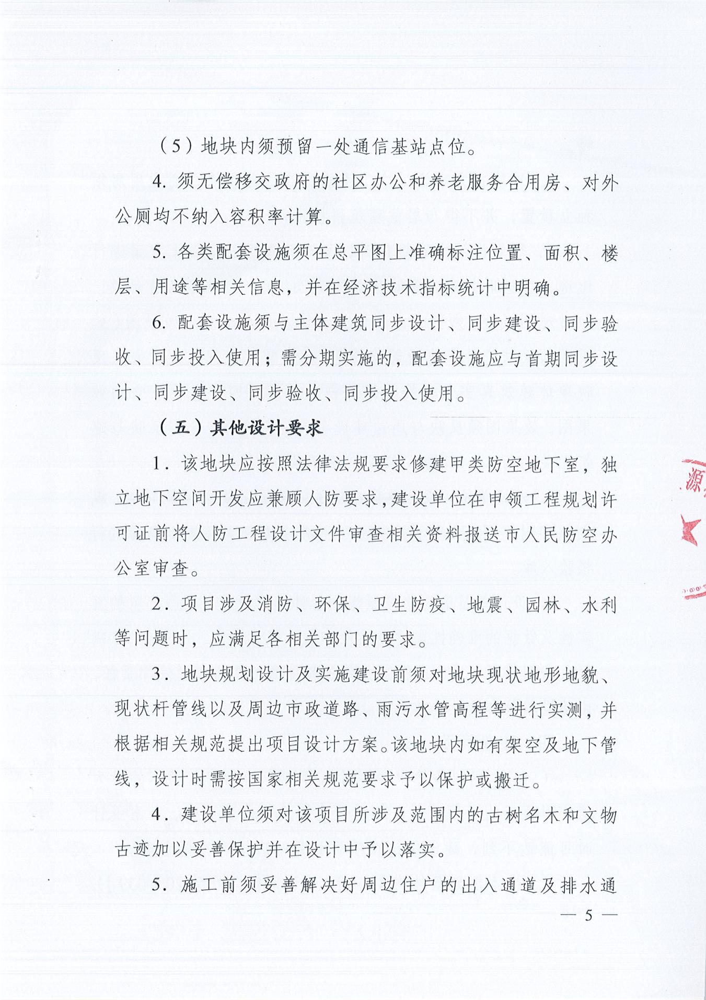 （5）地块内须预留一处通信基站点位。
4. 须无偿移交政府的社区办公和养老服务合用房、对外
公厕均不纳入容积率计算。
5. 各类配套设施须在总平图上准确标注位置、面积、楼
层、用途等相关信息，并在经济技术指标统计中明确。
6. 配套设施须与主体建筑同步设计、同步建设、同步验
收、同步投入使用；需分期实施的，配套设施应与首期同步设
计、同步建设、同步验收、同步投入使用。
（五）其他设计要求
1. 该地块应按照法律法规要求修建甲类防空地下室，独
立地下空间开发应兼顾人防要求，建设单位在申领工程规划许
可证前将人防工程设计文件审查相关资料报送市人民防空办
公室审查。
2. 项目涉及消防、环保、卫生防疫、地震、园林、水利
等问题时，应满足各相关部门的要求。
3. 地块规划设计及实施建设前须对地块现状地形地貌、
现状杆管线以及周边市政道路、雨污水管高程等进行实测，并
根据相关规范提出项目设计方案。该地块内如有架空及地下管
线，设计时需按国家相关规范要求予以保护或搬迁。
4. 建设单位须对该项目所涉及范围内的古树名木和文物
古迹加以妥善保护并在设计中予以落实。
5. 施工前须妥善解决好周边住户的出入通道及排水通
— 5 —
源